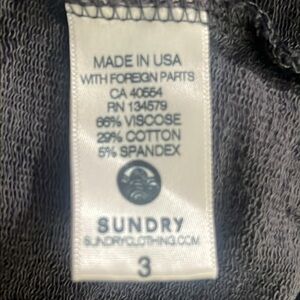 MADE IN USA
WITH FOREIGN PARTS
CA 40554
RN 134579
66% VISCOSE
29% COTTON
5% SPANDEX
SUNDRY
SUNDRYCLOTHING.COM
3